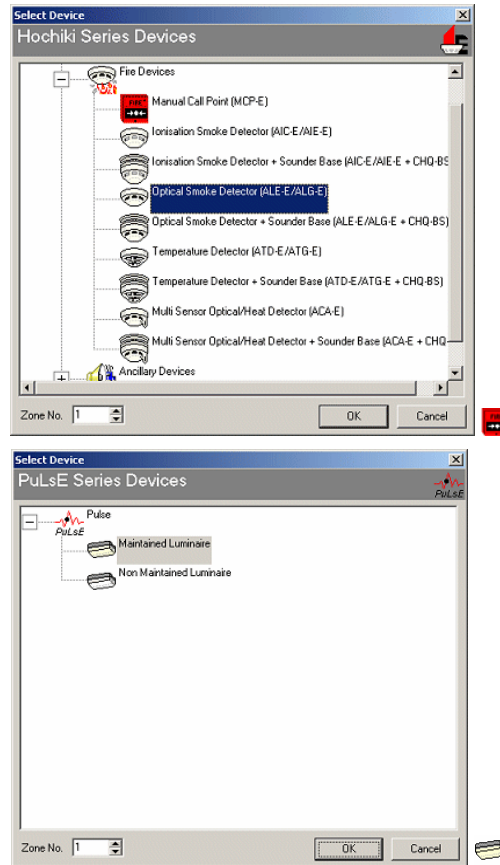 Select Device
Hochiki Series Devices
Fire Devices
Manual Call Point (MCP-E)
Ionisation Smoke Detector (AIC-E/AIE-E)
Ionisation Smoke Detector + Sounder Base (AIC-E/AIE-E + CHQ-BS
Optical Smoke Detector (ALE-E/ALG-E)
Optical Smoke Detector + Sounder Base (ALE-E/ALG-E + CHQ-BS)
Temperature Detector (ATD-E/ATG-E)
Temperature Detector + Sounder Base (ATD-E/ATG-E + CHQ-BS)
Multi Sensor Optical/Heat Detector (ACA-E)
Multi Sensor Optical/Heat Detector + Sounder Base (ACA-E + CHQ-
Ancillary Devices
Zone No. 1
OK
Cancel
Select Device
PuLsE Series Devices
PuLsE
Pulse
PuLsE
Maintained Luminaire
Non Maintained Luminaire
Zone No. 1
OK
Cancel